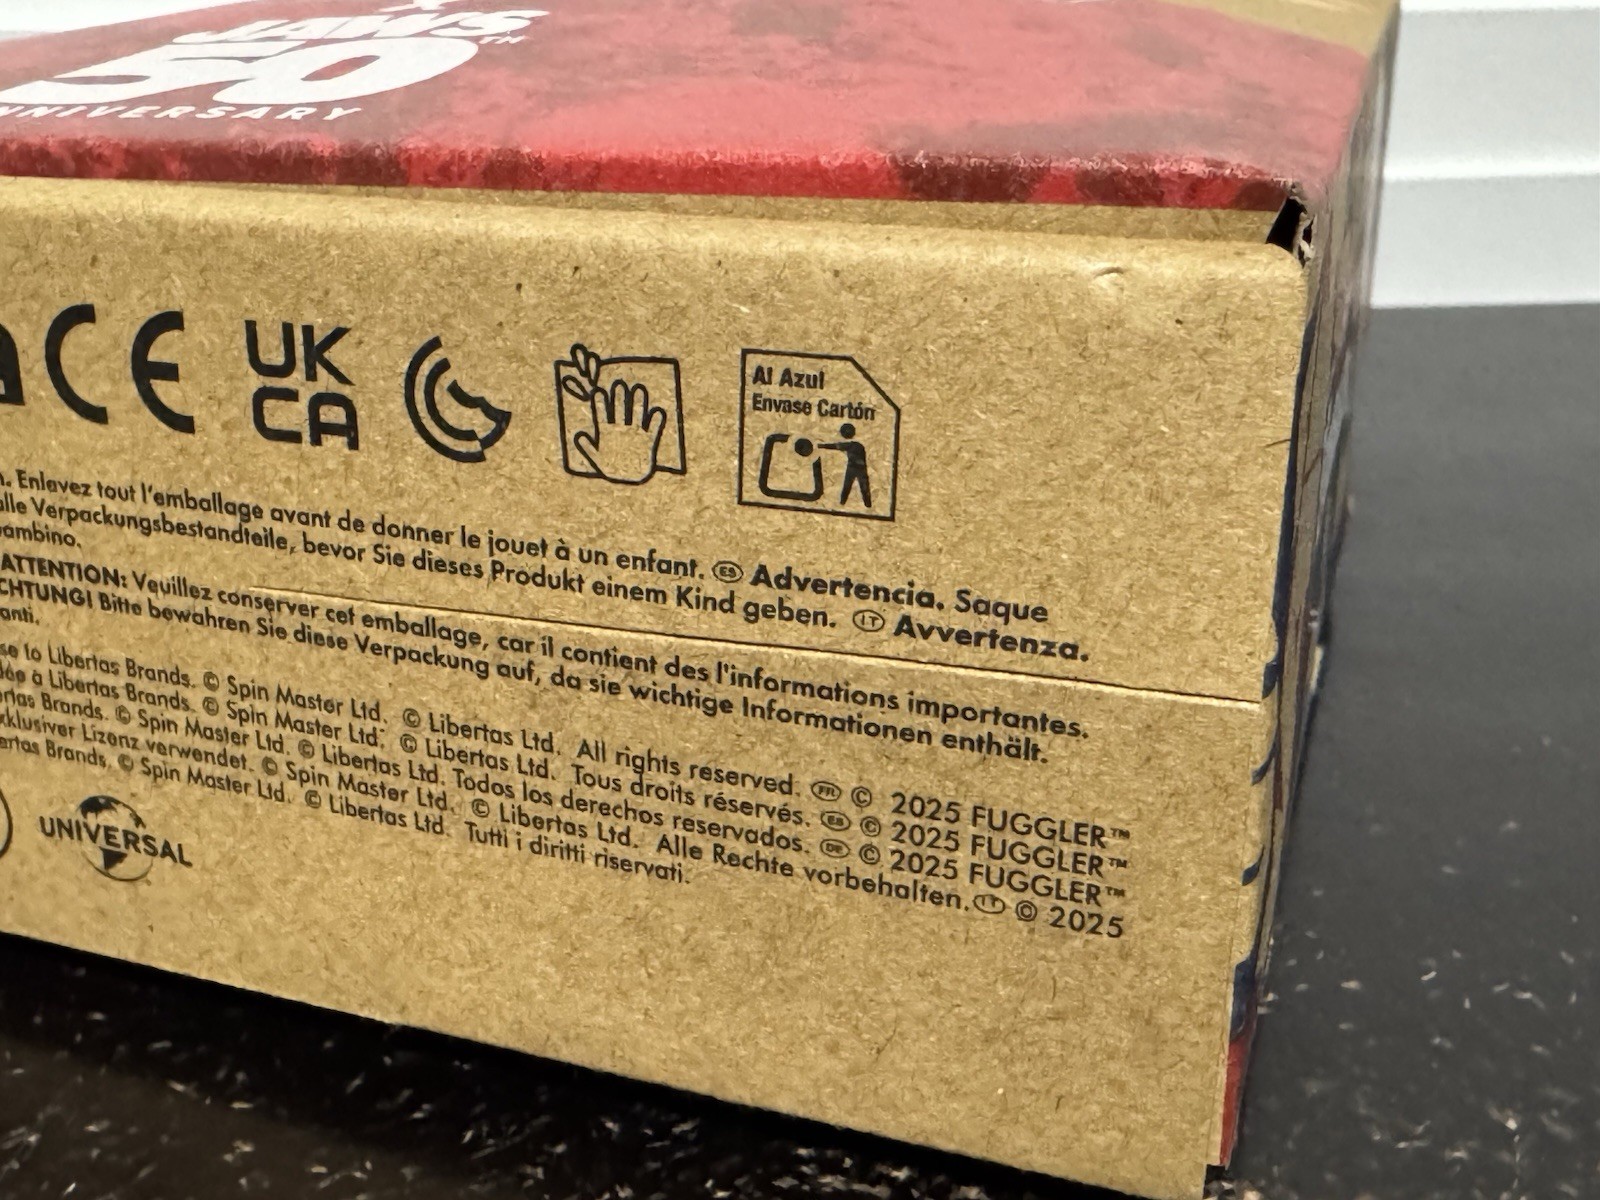 JAWS
50TH
ANNIVERSARY
CE
UK
CA
Al Azul
Envase Cartón
Enlevez tout l'emballage avant de donner le jouet à un enfant. ES Advertencia. Saque
alle Verpackungsbestandteile, bevor Sie dieses Produkt einem Kind geben. IT Avvertenza.
bambino.
ATTENTION: Veuillez conserver cet emballage, car il contient des l'informations importantes.
ACHTUNG! Bitte bewahren Sie diese Verpackung auf, da sie wichtige Informationen enthält.
to Libertas Brands. © Spin Master Ltd. © Libertas Ltd. All rights reserved. FR © 2025 FUGGLER™
à Libertas Brands. © Spin Master Ltd. © Libertas Ltd. Tous droits réservés. ES © 2025 FUGGLER™
Brands. © Spin Master Ltd. © Libertas Ltd. Todos los derechos reservados. DE © 2025 FUGGLER™
exklusiver Lizenz verwendet. © Spin Master Ltd. © Libertas Ltd. Alle Rechte vorbehalten. IT © 2025
Brands. © Spin Master Ltd. © Libertas Ltd. Tutti i diritti riservati.
UNIVERSAL